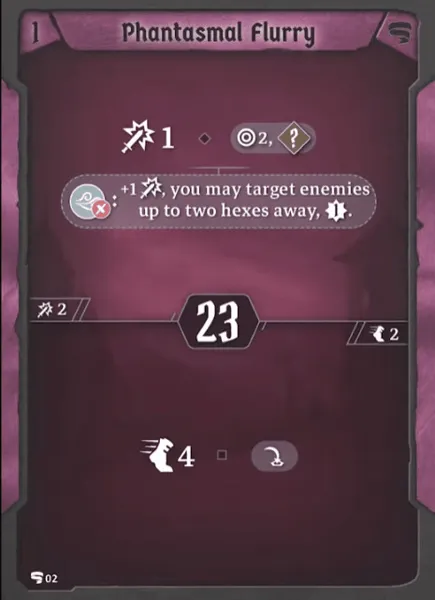 1 Phantasmal Flurry
1 2, ?
: +1 , you may target enemies
up to two hexes away, 1.
2
23
2
4
02